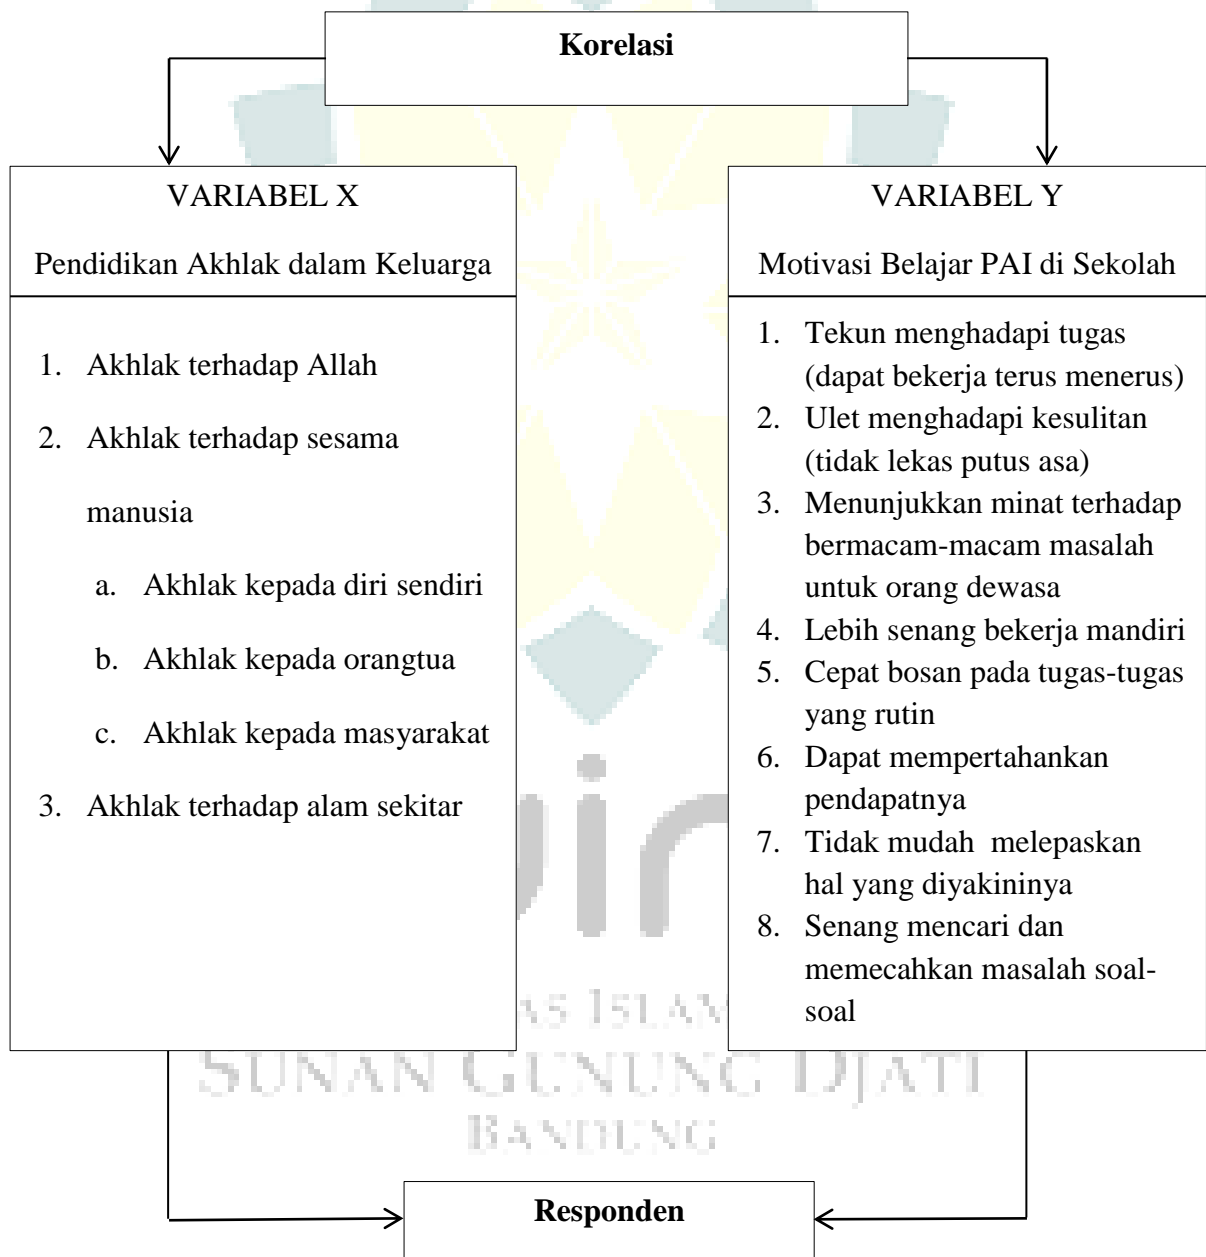 Korelasi
VARIABEL X
Pendidikan Akhlak dalam Keluarga
1. Akhlak terhadap Allah
2. Akhlak terhadap sesama
manusia
a. Akhlak kepada diri sendiri
b. Akhlak kepada orangtua
c. Akhlak kepada masyarakat
3. Akhlak terhadap alam sekitar
VARIABEL Y
Motivasi Belajar PAI di Sekolah
1. Tekun menghadapi tugas
(dapat bekerja terus menerus)
2. Ulet menghadapi kesulitan
(tidak lekas putus asa)
3. Menunjukkan minat terhadap
bermacam-macam masalah
untuk orang dewasa
4. Lebih senang bekerja mandiri
5. Cepat bosan pada tugas-tugas
yang rutin
6. Dapat mempertahankan
pendapatnya
7. Tidak mudah melepaskan
hal yang diyakininya
8. Senang mencari dan
memecahkan masalah soal-
soal
ISLAM
SUNAN GUNUNG DJATI
BANDUNG
Responden